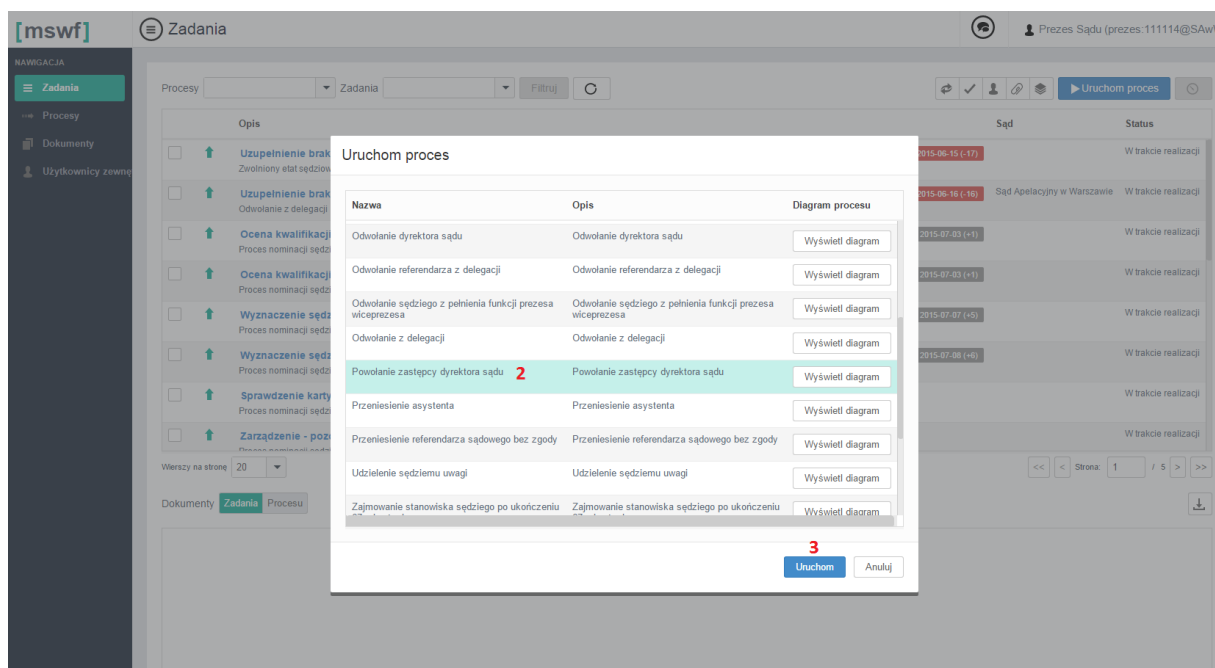 [mswf]
Zadania
Prezes Sądu (prezes:111114@SAw
NAWIGACJA
Zadania
Procesy
Dokumenty
Użytkownicy zewnę
Procesy
Zadania
Filtruj
Uruchom proces
Opis
Sąd
Status
Uzupełnienie brak
Zwolniony etat sędziow
2015-06-15 (-17)
W trakcie realizacji
Uzupełnienie brak
Odwołanie z delegacji
2015-06-16 (-16)
Sąd Apelacyjny w Warszawie
W trakcie realizacji
Ocena kwalifikacji
Proces nominacji sędzi
2015-07-03 (+1)
W trakcie realizacji
Ocena kwalifikacji
Proces nominacji sędzi
2015-07-03 (+1)
W trakcie realizacji
Wyznaczenie sędz
Proces nominacji sędzi
2015-07-07 (+5)
W trakcie realizacji
Wyznaczenie sędz
Proces nominacji sędzi
2015-07-08 (+6)
W trakcie realizacji
Sprawdzenie karty
Proces nominacji sędzi
W trakcie realizacji
Zarządzenie - pozo
W trakcie realizacji
Wierszy na stronę 20
<< < Strona: 1 / 5 > >>
Dokumenty Zadania Procesu
Uruchom proces
Nazwa Opis Diagram procesu
Odwołanie dyrektora sądu Odwołanie dyrektora sądu Wyświetl diagram
Odwołanie referendarza z delegacji Odwołanie referendarza z delegacji Wyświetl diagram
Odwołanie sędziego z pełnienia funkcji prezesa Odwołanie sędziego z pełnienia funkcji prezesa Wyświetl diagram
wiceprezesa wiceprezesa
Odwołanie z delegacji Odwołanie z delegacji Wyświetl diagram
Powołanie zastępcy dyrektora sądu 2 Powołanie zastępcy dyrektora sądu Wyświetl diagram
Przeniesienie asystenta Przeniesienie asystenta Wyświetl diagram
Przeniesienie referendarza sądowego bez zgody Przeniesienie referendarza sądowego bez zgody Wyświetl diagram
Udzielenie sędziemu uwagi Udzielenie sędziemu uwagi Wyświetl diagram
Zajmowanie stanowiska sędziego po ukończeniu Zajmowanie stanowiska sędziego po ukończeniu Wyświetl diagram
3
Uruchom Anuluj